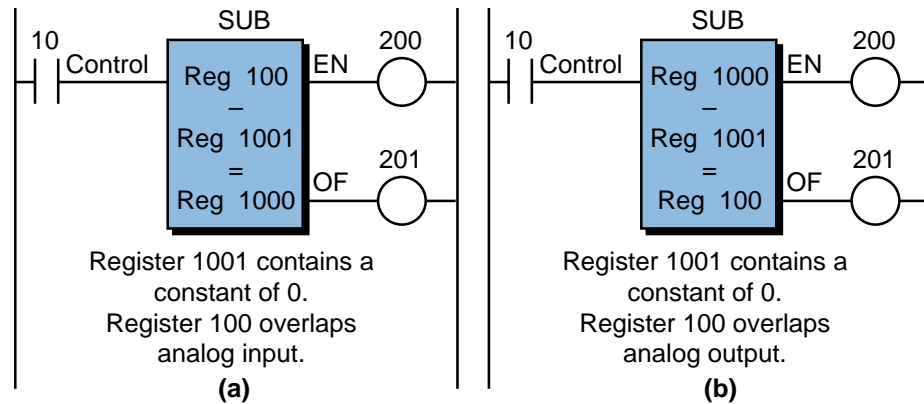 SUB
10
Control
Reg 100
EN
200
–
Reg 1001
=
Reg 1000
OF
201
Register 1001 contains a
constant of 0.
Register 100 overlaps
analog input.
(a)
SUB
10
Control
Reg 1000
EN
200
–
Reg 1001
=
Reg 100
OF
201
Register 1001 contains a
constant of 0.
Register 100 overlaps
analog output.
(b)